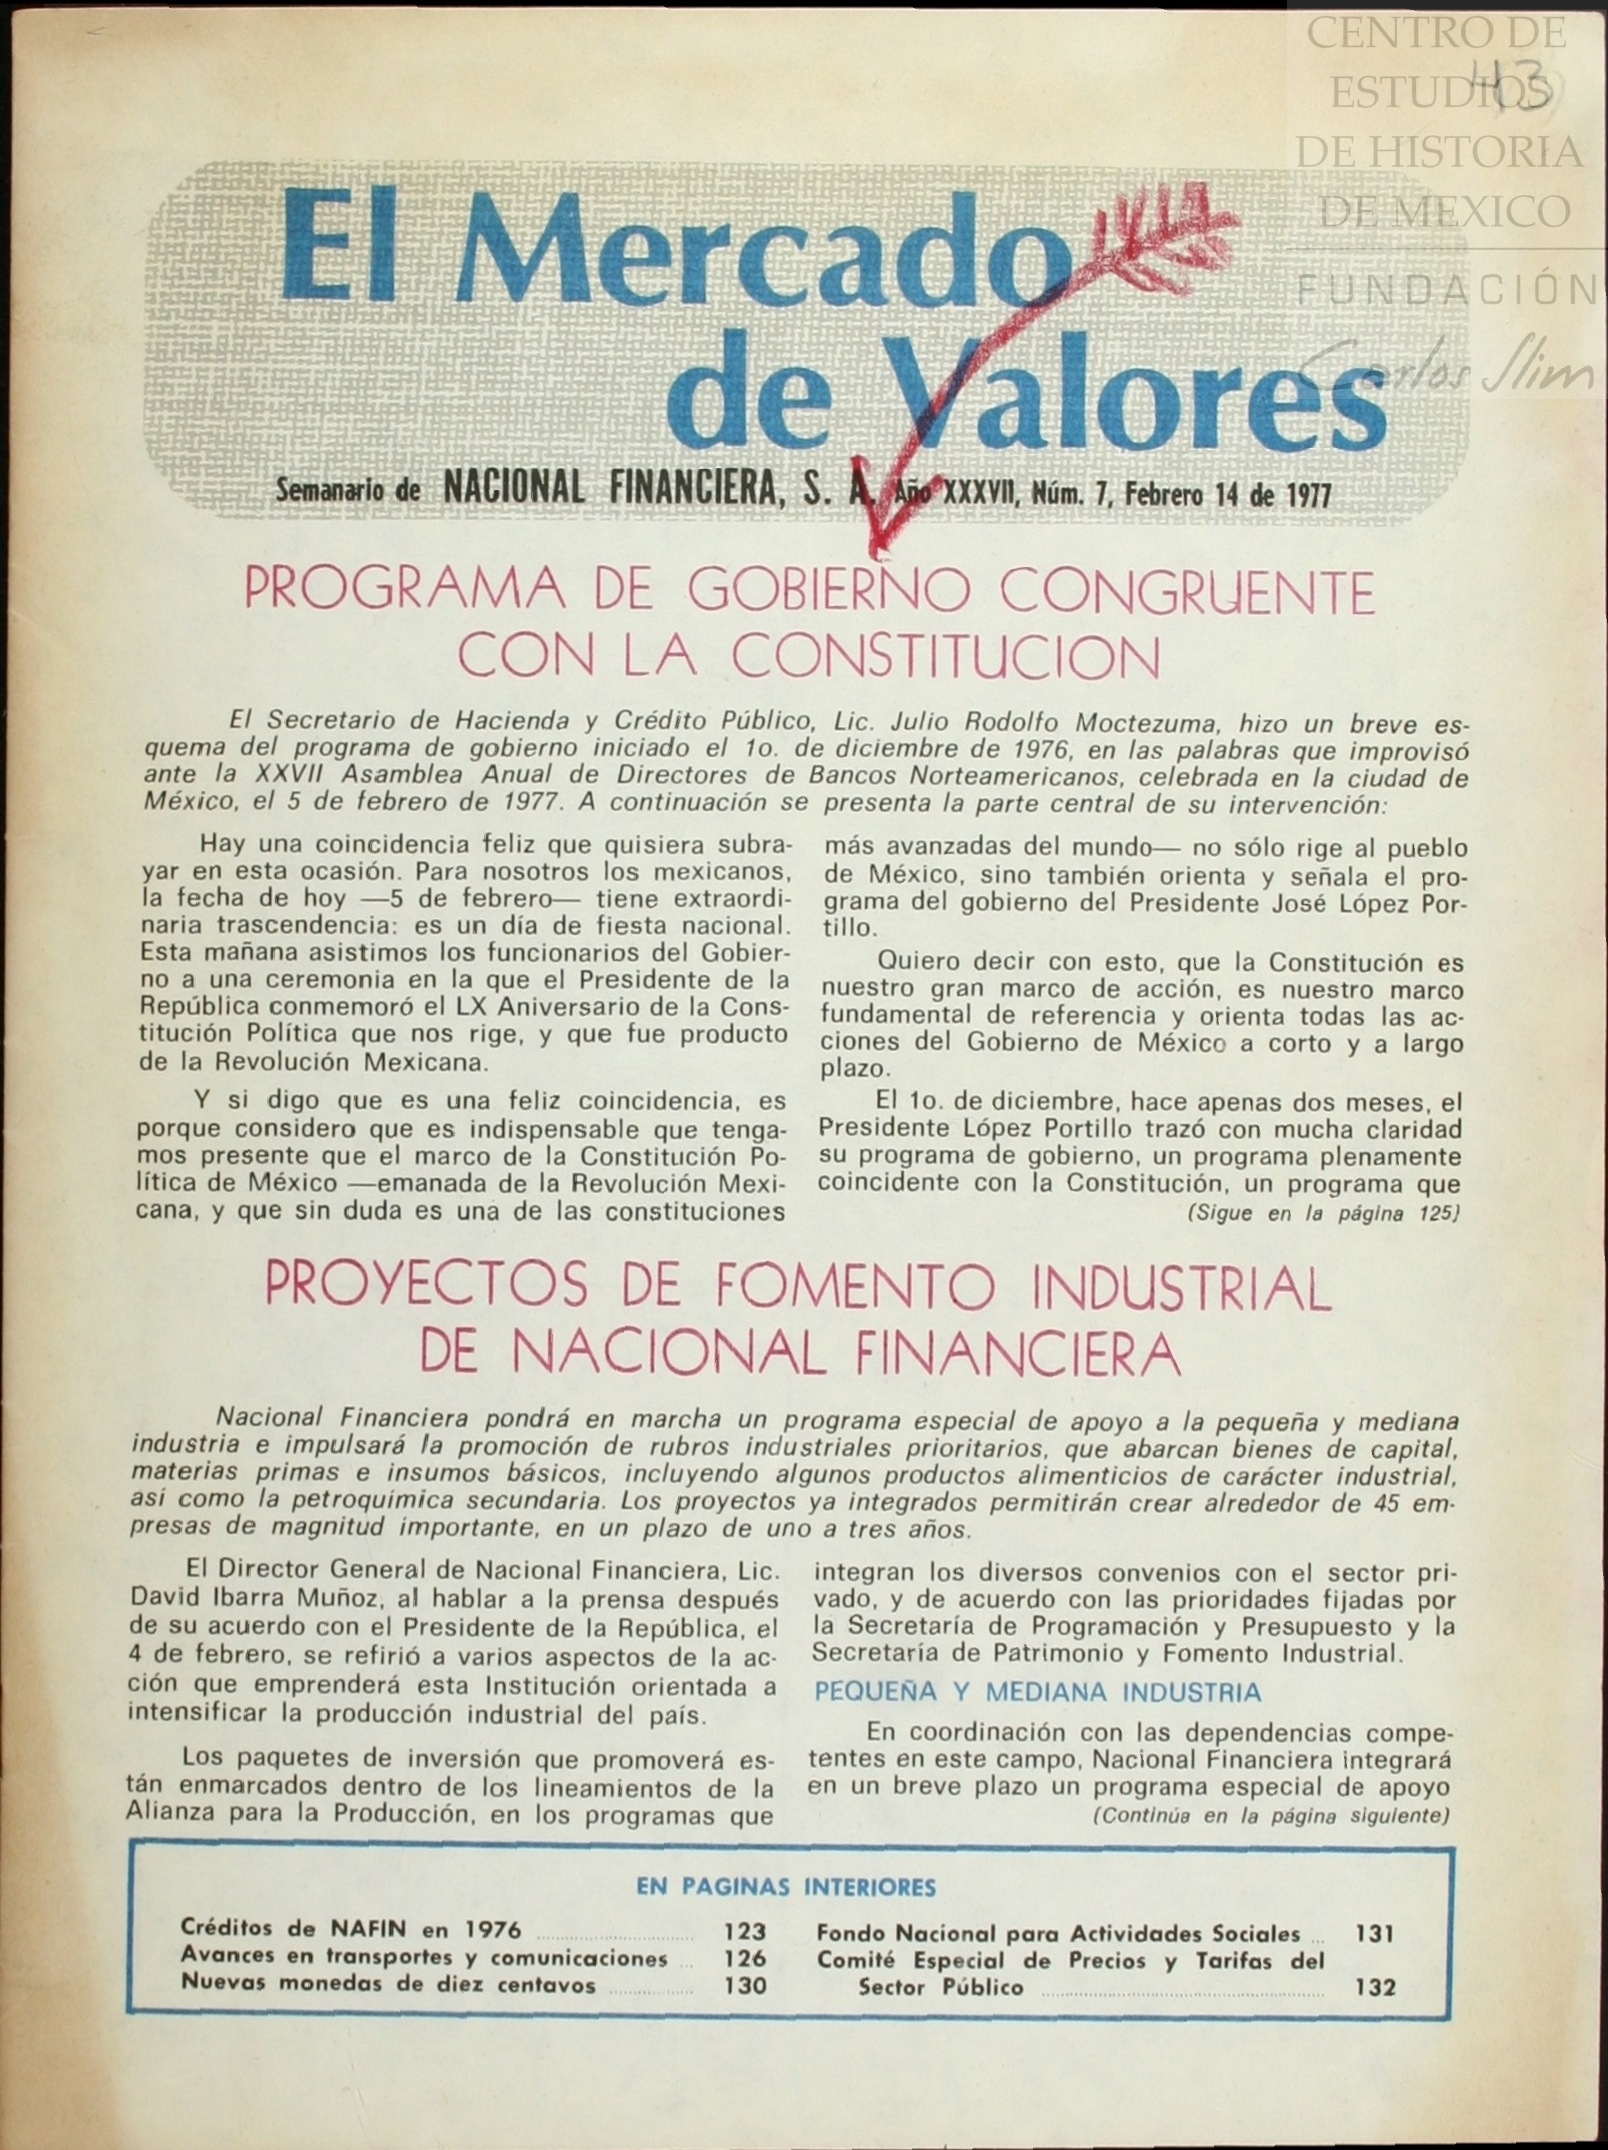 CENTRO DE
ESTUDIOS
DE HISTORIA
DE MEXICO
FUNDACIÓN
Carlos Slim
43
El Mercado
de Valores
Semanario de NACIONAL FINANCIERA, S. A. Año XXXVII, Núm. 7, Febrero 14 de 1977
PROGRAMA DE GOBIERNO CONGRUENTE
CON LA CONSTITUCION
El Secretario de Hacienda y Crédito Público, Lic. Julio Rodolfo Moctezuma, hizo un breve es-
quema del programa de gobierno iniciado el 1o. de diciembre de 1976, en las palabras que improvisó
ante la XXVII Asamblea Anual de Directores de Bancos Norteamericanos, celebrada en la ciudad de
México, el 5 de febrero de 1977. A continuación se presenta la parte central de su intervención:
Hay una coincidencia feliz que quisiera subra-
yar en esta ocasión. Para nosotros los mexicanos,
la fecha de hoy —5 de febrero— tiene extraordi-
naria trascendencia: es un día de fiesta nacional.
Esta mañana asistimos los funcionarios del Gobier-
no a una ceremonia en la que el Presidente de la
República conmemoró el LX Aniversario de la Cons-
titución Política que nos rige, y que fue producto
de la Revolución Mexicana.
Y si digo que es una feliz coincidencia, es
porque considero que es indispensable que tenga-
mos presente que el marco de la Constitución Po-
lítica de México —emanada de la Revolución Mexi-
cana, y que sin duda es una de las constituciones
más avanzadas del mundo— no sólo rige al pueblo
de México, sino también orienta y señala el pro-
grama del gobierno del Presidente José López Por-
tillo.
Quiero decir con esto, que la Constitución es
nuestro gran marco de acción, es nuestro marco
fundamental de referencia y orienta todas las ac-
ciones del Gobierno de México a corto y a largo
plazo.
El 1o. de diciembre, hace apenas dos meses, el
Presidente López Portillo trazó con mucha claridad
su programa de gobierno, un programa plenamente
coincidente con la Constitución, un programa que
(Sigue en la página 125)
PROYECTOS DE FOMENTO INDUSTRIAL
DE NACIONAL FINANCIERA
Nacional Financiera pondrá en marcha un programa especial de apoyo a la pequeña y mediana
industria e impulsará la promoción de rubros industriales prioritarios, que abarcan bienes de capital,
materias primas e insumos básicos, incluyendo algunos productos alimenticios de carácter industrial,
así como la petroquímica secundaria. Los proyectos ya integrados permitirán crear alrededor de 45 em-
presas de magnitud importante, en un plazo de uno a tres años.
El Director General de Nacional Financiera, Lic.
David Ibarra Muñoz, al hablar a la prensa después
de su acuerdo con el Presidente de la República, el
4 de febrero, se refirió a varios aspectos de la ac-
ción que emprenderá esta Institución orientada a
intensificar la producción industrial del país.
Los paquetes de inversión que promoverá es-
tán enmarcados dentro de los lineamientos de la
Alianza para la Producción, en los programas que
integran los diversos convenios con el sector pri-
vado, y de acuerdo con las prioridades fijadas por
la Secretaría de Programación y Presupuesto y la
Secretaría de Patrimonio y Fomento Industrial.
PEQUEÑA Y MEDIANA INDUSTRIA
En coordinación con las dependencias compe-
tentes en este campo, Nacional Financiera integrará
en un breve plazo un programa especial de apoyo
(Continúa en la página siguiente)
EN PAGINAS INTERIORES
Créditos de NAFIN en 1976 ........ 123
Avances en transportes y comunicaciones ... 126
Nuevas monedas de diez centavos ........ 130
Fondo Nacional para Actividades Sociales ... 131
Comité Especial de Precios y Tarifas del
Sector Público ........ 132